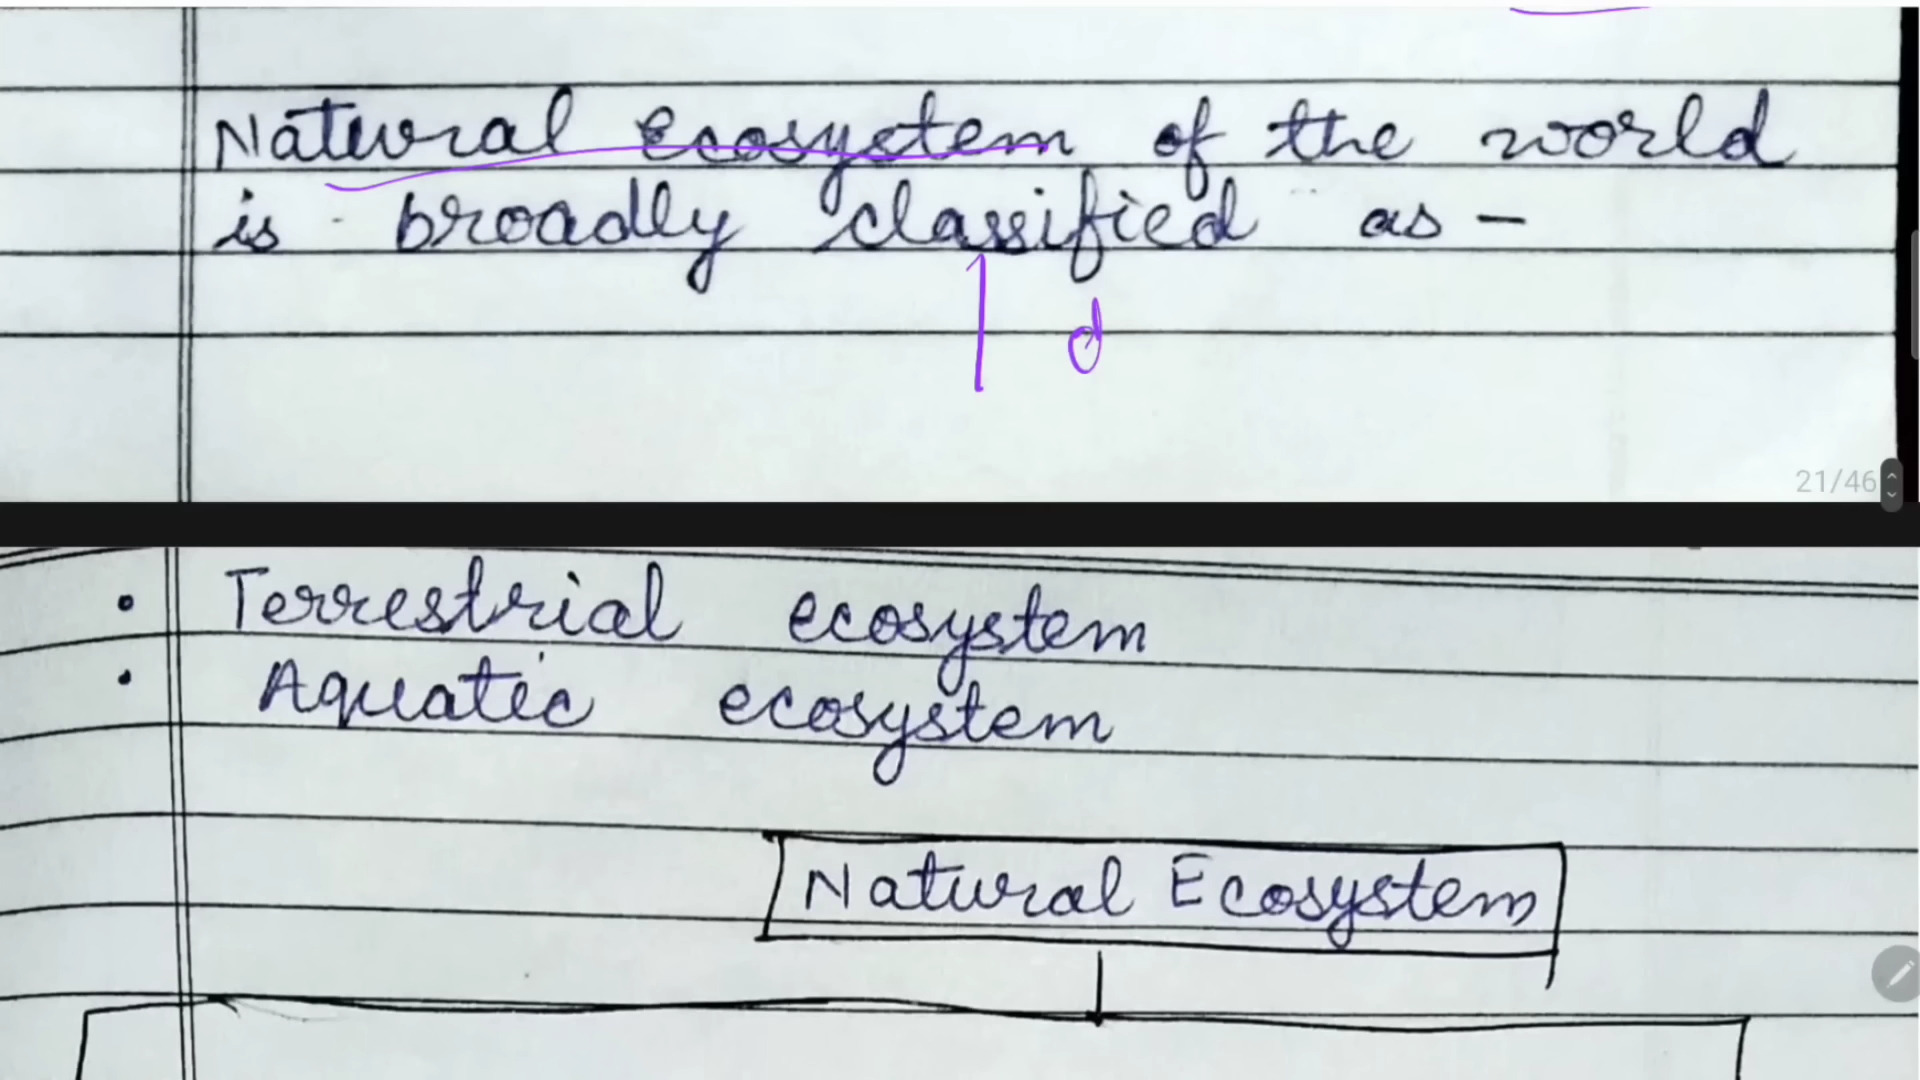 Natural ecosystem of the world
is broadly classified as -
d
21/46
• Terrestrial ecosystem
• Aquatic ecosystem
Natural Ecosystem